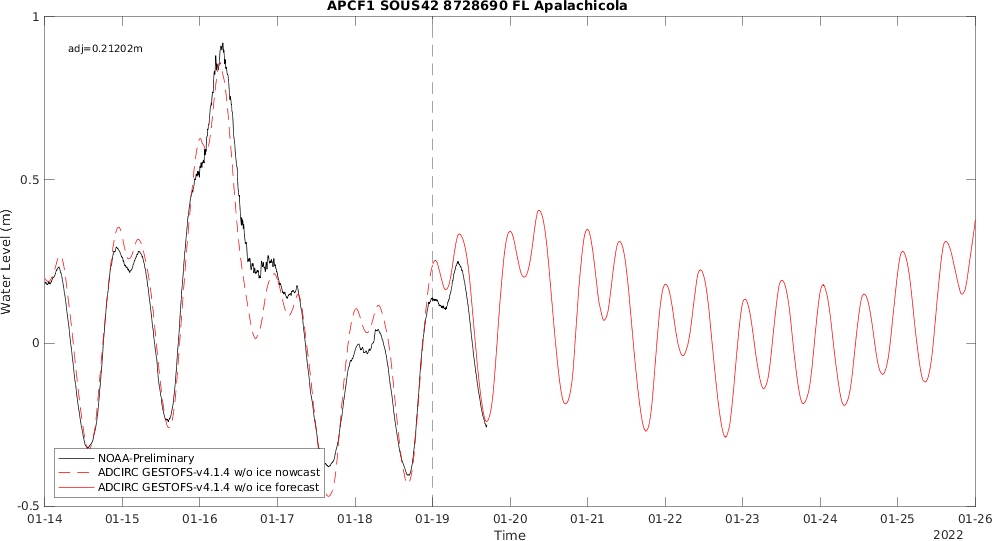 APCF1 SOUS42 8728690 FL Apalachicola
adj=0.21202m
1
0.5
0
-0.5
Water Level (m)
NOAA-Preliminary
ADCIRC GESTOFS-v4.1.4 w/o ice nowcast
ADCIRC GESTOFS-v4.1.4 w/o ice forecast
01-14 01-15 01-16 01-17 01-18 01-19 01-20 01-21 01-22 01-23 01-24 01-25 01-26
Time
2022